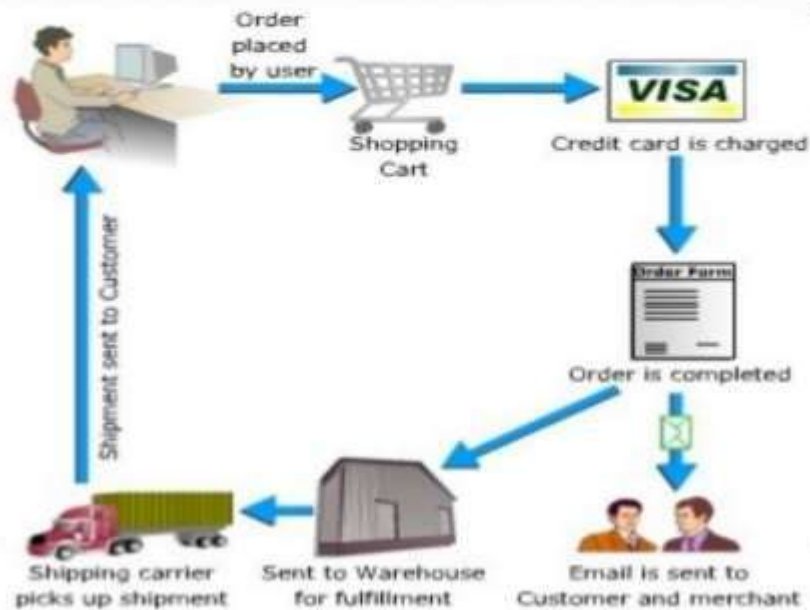 Order
placed
by user
Shopping
Cart
VISA
Credit card is charged
Order Form
Order is completed
Shipment sent to Customer
Shipping carrier
picks up shipment
Sent to Warehouse
for fulfillment
Email is sent to
Customer and merchant